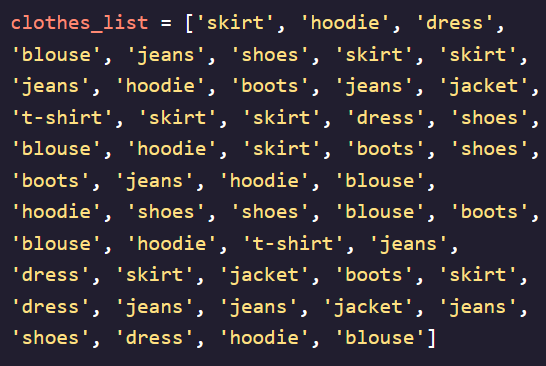 clothes_list = ['skirt', 'hoodie', 'dress',
'blouse', 'jeans', 'shoes', 'skirt', 'skirt',
'jeans', 'hoodie', 'boots', 'jeans', 'jacket',
't-shirt', 'skirt', 'skirt', 'dress', 'shoes',
'blouse', 'hoodie', 'skirt', 'boots', 'shoes',
'boots', 'jeans', 'hoodie', 'blouse',
'hoodie', 'shoes', 'shoes', 'blouse', 'boots',
'blouse', 'hoodie', 't-shirt', 'jeans',
'dress', 'skirt', 'jacket', 'boots', 'skirt',
'dress', 'jeans', 'jeans', 'jacket', 'jeans',
'shoes', 'dress', 'hoodie', 'blouse']